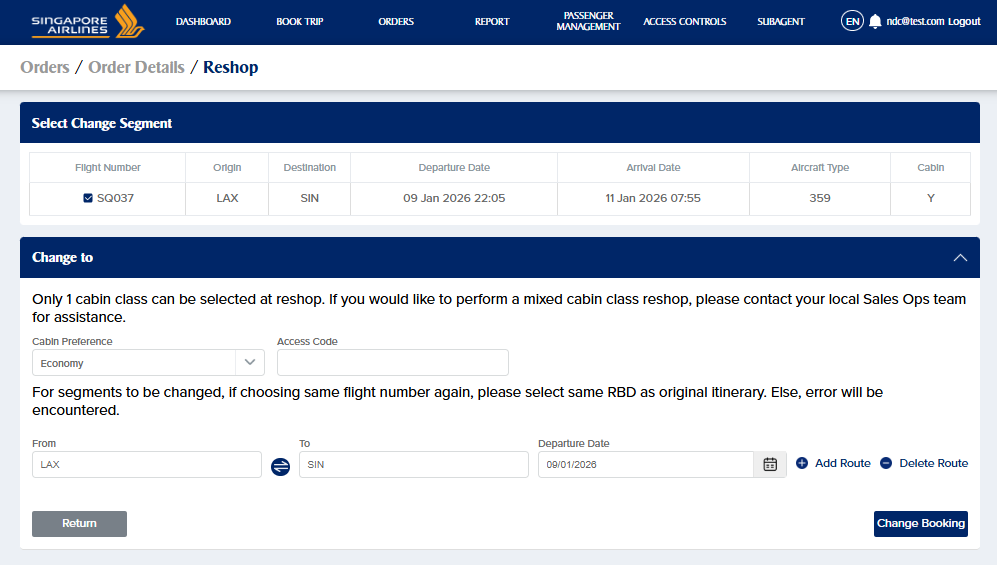 SINGAPORE
AIRLINES
DASHBOARD
BOOK TRIP
ORDERS
REPORT
PASSENGER
MANAGEMENT
ACCESS CONTROLS
SUBAGENT
EN
ndc@test.com Logout
Orders / Order Details / Reshop
Select Change Segment
Flight Number Origin Destination Departure Date Arrival Date Aircraft Type Cabin
SQ037 LAX SIN 09 Jan 2026 22:05 11 Jan 2026 07:55 359 Y
Change to
Only 1 cabin class can be selected at reshop. If you would like to perform a mixed cabin class reshop, please contact your local Sales Ops team
for assistance.
Cabin Preference Access Code
Economy
For segments to be changed, if choosing same flight number again, please select same RBD as original itinerary. Else, error will be
encountered.
From To Departure Date
LAX SIN 09/01/2026 Add Route Delete Route
Return Change Booking